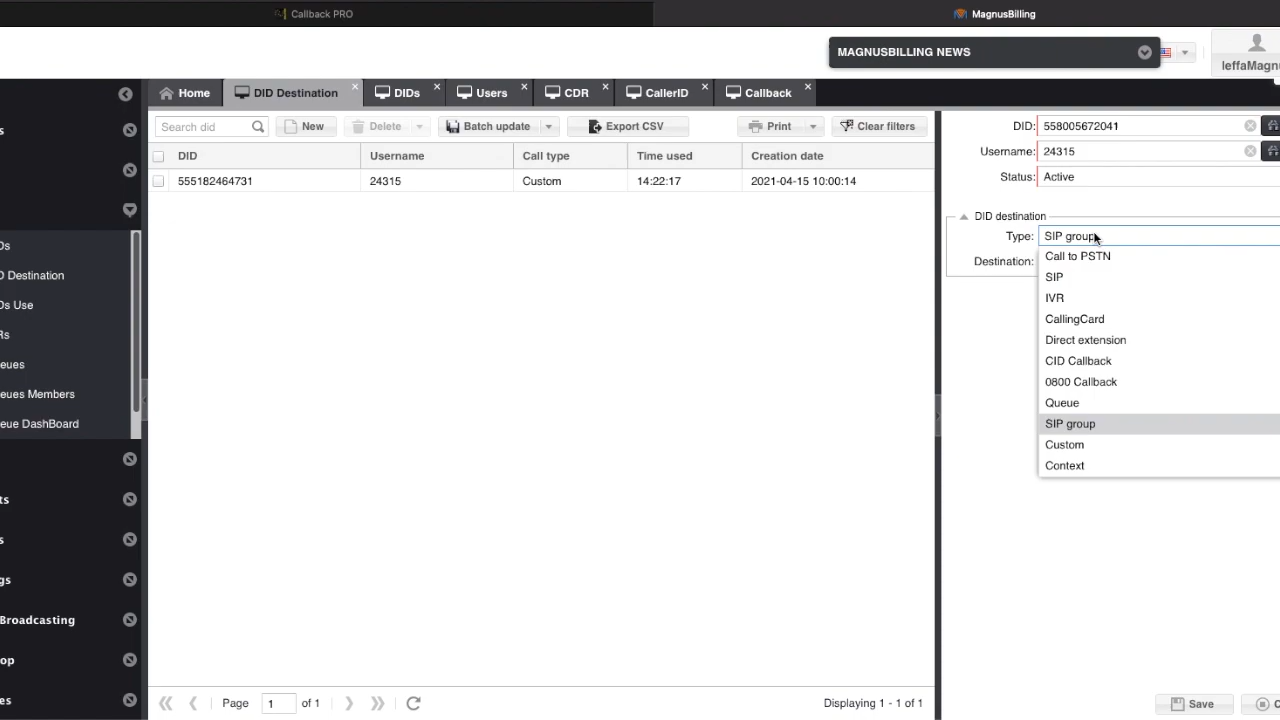 Callback PRO
MagnusBilling
MAGNUSBILLING NEWS
leffaMagnu
Home
DID Destination
DIDs
Users
CDR
CallerID
Callback
Search did
New
Delete
Batch update
Export CSV
Print
Clear filters
DID
Username
Call type
Time used
Creation date
555182464731
24315
Custom
14:22:17
2021-04-15 10:00:14
s
Ds
D Destination
Ds Use
Rs
eues
eues Members
eue DashBoard
ts
s
gs
Broadcasting
op
es
DID: 558005672041
Username: 24315
Status: Active
DID destination
Type: SIP group
Destination:
Call to PSTN
SIP
IVR
CallingCard
Direct extension
CID Callback
0800 Callback
Queue
SIP group
Custom
Context
Page 1 of 1
Displaying 1 - 1 of 1
Save
C